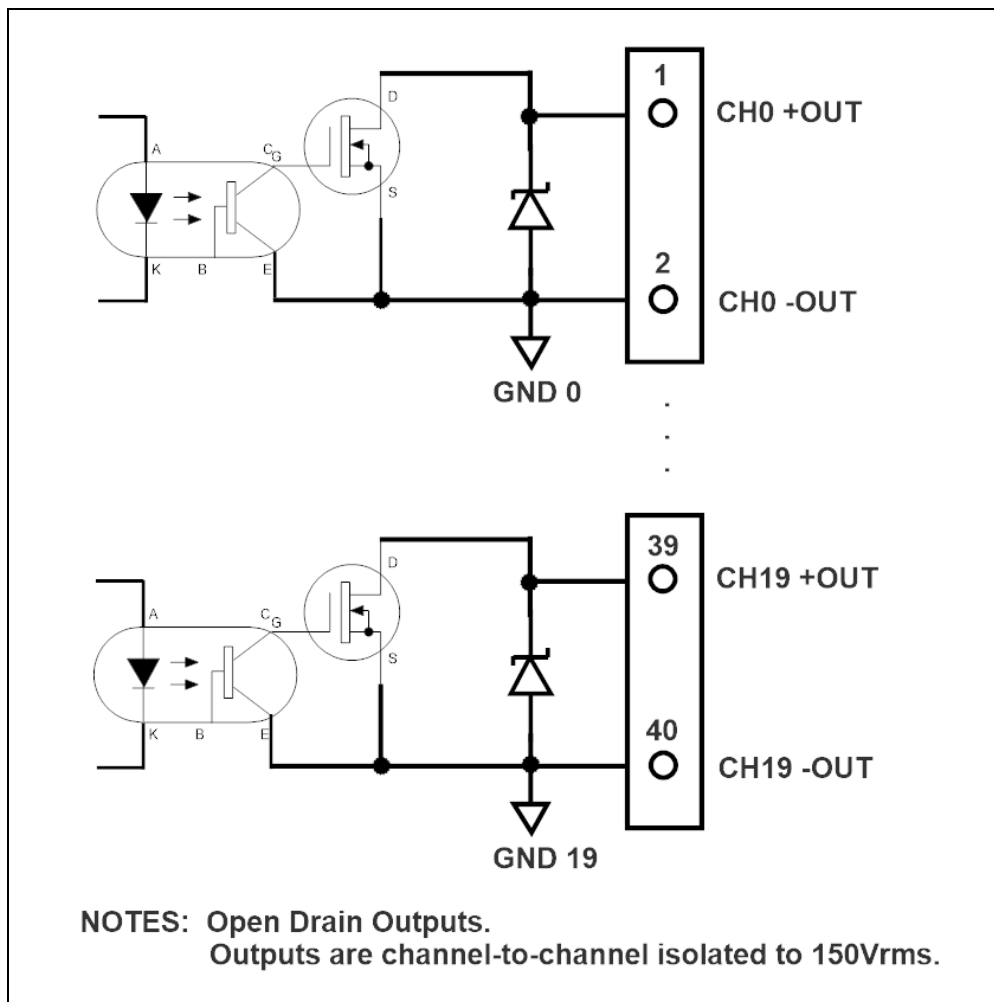 1
CH0 +OUT
D
A
C
G
S
K
B
E
2
CH0 -OUT
GND 0
.
.
.
39
CH19 +OUT
D
A
C
G
S
K
B
E
40
CH19 -OUT
GND 19
NOTES: Open Drain Outputs.
Outputs are channel-to-channel isolated to 150Vrms.